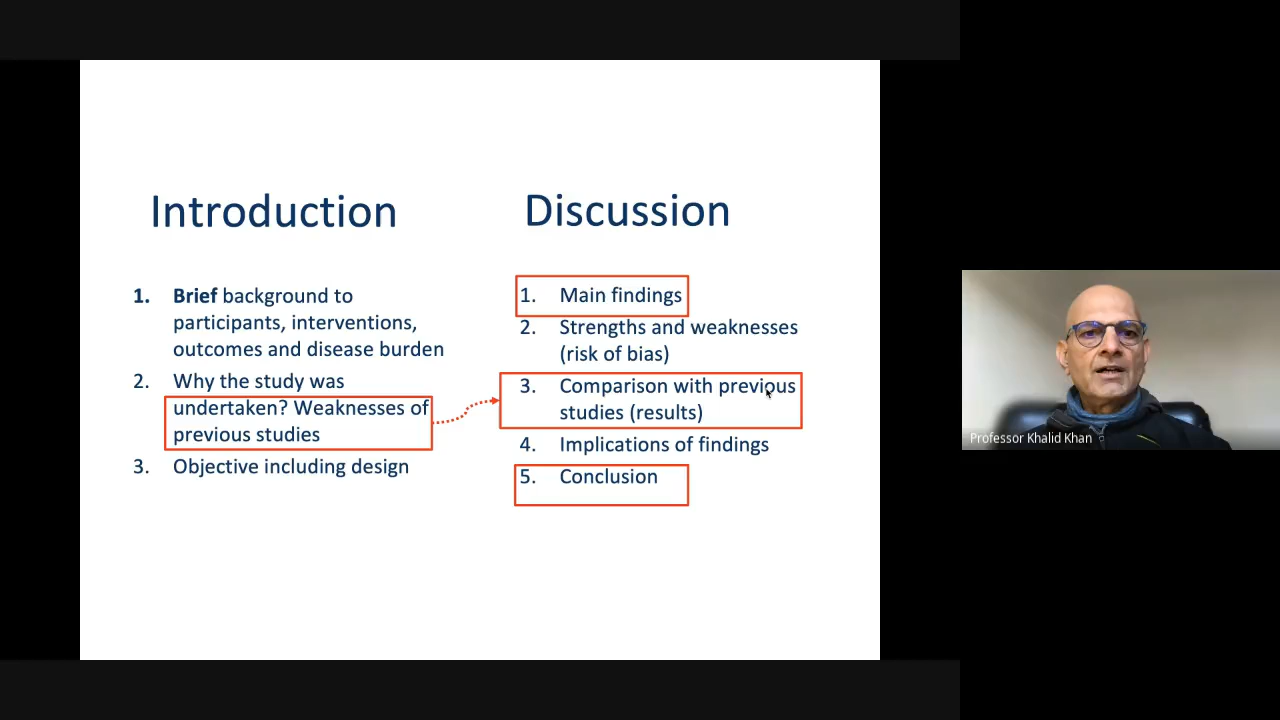 Introduction
1. Brief background to
participants, interventions,
outcomes and disease burden
2. Why the study was
undertaken? Weaknesses of
previous studies
3. Objective including design
Discussion
1. Main findings
2. Strengths and weaknesses
(risk of bias)
3. Comparison with previous
studies (results)
4. Implications of findings
5. Conclusion
Professor Khalid Khan